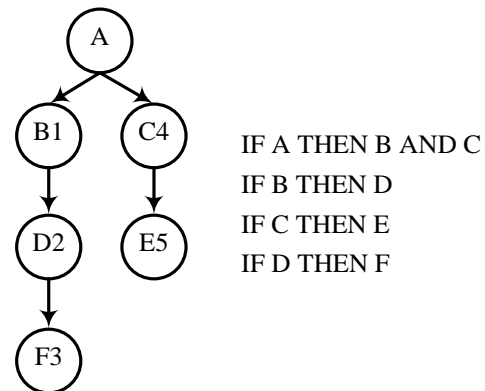 A
B1
C4
D2
E5
F3
IF A THEN B AND C
IF B THEN D
IF C THEN E
IF D THEN F